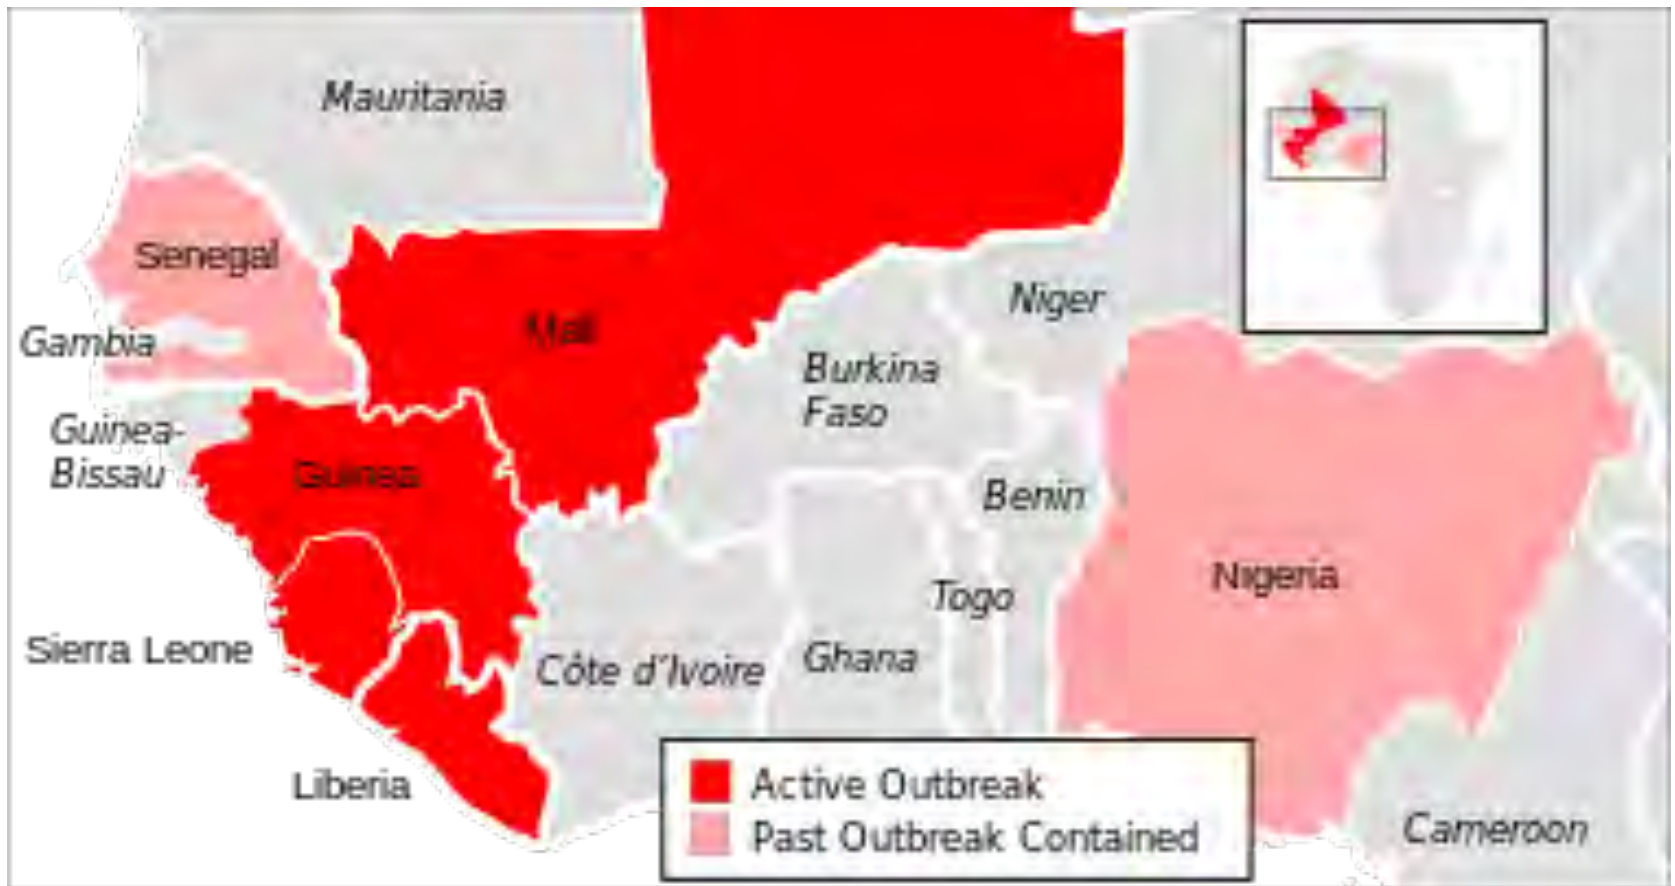 Mauritania
Senegal
Mali
Niger
Gambia
Burkina
Faso
Guinea-
Bissau
Guinea
Benin
Nigeria
Togo
Sierra Leone
Côte d'Ivoire
Ghana
Liberia
Active Outbreak
Past Outbreak Contained
Cameroon